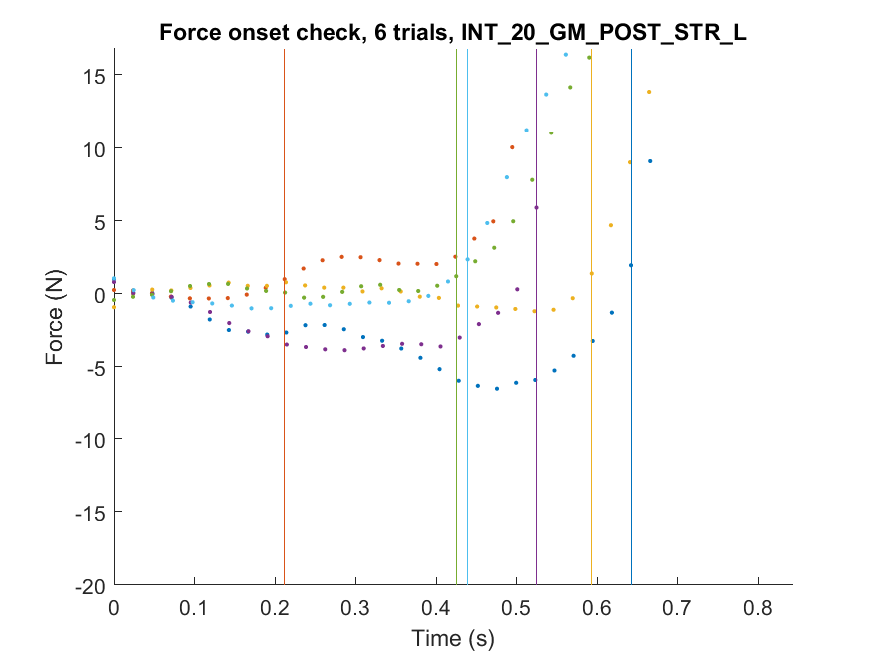 Force onset check, 6 trials, INT_20_GM_POST_STR_L
15
10
5
0
-5
-10
-15
-20
Force (N)
0 0.1 0.2 0.3 0.4 0.5 0.6 0.7 0.8
Time (s)